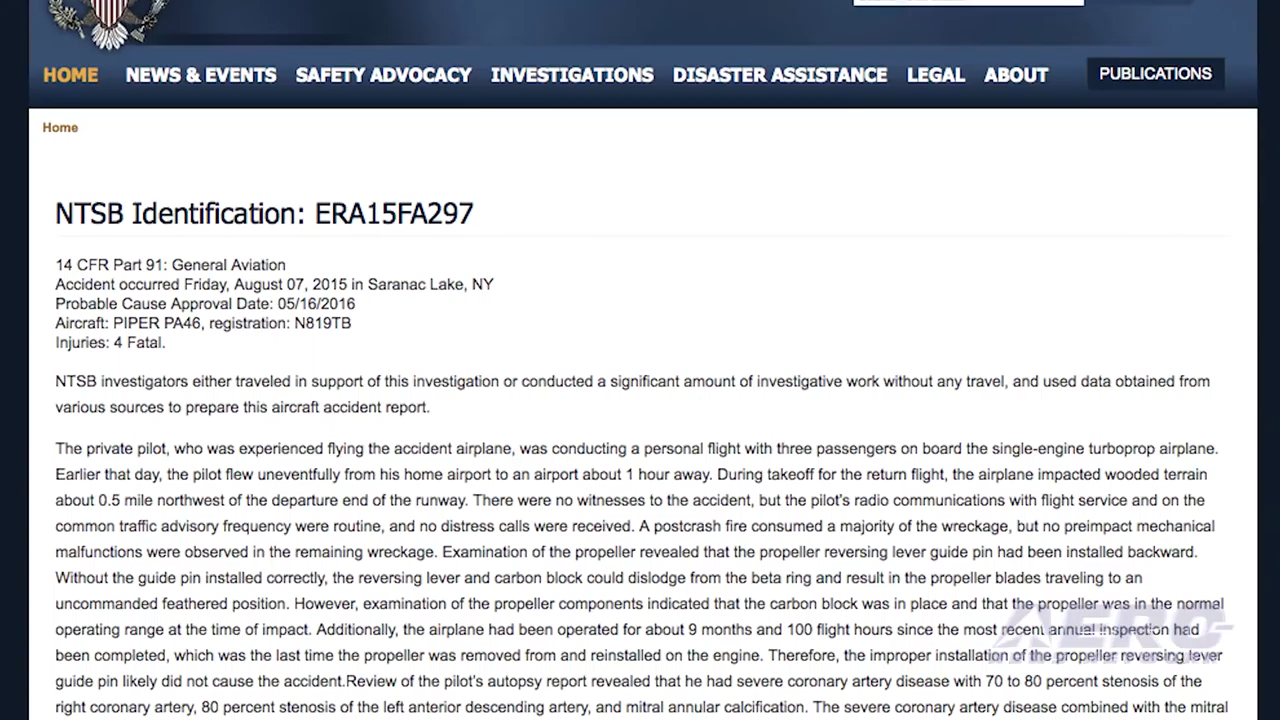 HOME NEWS & EVENTS SAFETY ADVOCACY INVESTIGATIONS DISASTER ASSISTANCE LEGAL ABOUT PUBLICATIONS
Home
NTSB Identification: ERA15FA297
14 CFR Part 91: General Aviation
Accident occurred Friday, August 07, 2015 in Saranac Lake, NY
Probable Cause Approval Date: 05/16/2016
Aircraft: PIPER PA46, registration: N819TB
Injuries: 4 Fatal.
NTSB investigators either traveled in support of this investigation or conducted a significant amount of investigative work without any travel, and used data obtained from
various sources to prepare this aircraft accident report.
The private pilot, who was experienced flying the accident airplane, was conducting a personal flight with three passengers on board the single-engine turboprop airplane.
Earlier that day, the pilot flew uneventfully from his home airport to an airport about 1 hour away. During takeoff for the return flight, the airplane impacted wooded terrain
about 0.5 mile northwest of the departure end of the runway. There were no witnesses to the accident, but the pilot's radio communications with flight service and on the
common traffic advisory frequency were routine, and no distress calls were received. A postcrash fire consumed a majority of the wreckage, but no preimpact mechanical
malfunctions were observed in the remaining wreckage. Examination of the propeller revealed that the propeller reversing lever guide pin had been installed backward.
Without the guide pin installed correctly, the reversing lever and carbon block could dislodge from the beta ring and result in the propeller blades traveling to an
uncommanded feathered position. However, examination of the propeller components indicated that the carbon block was in place and that the propeller was in the normal
operating range at the time of impact. Additionally, the airplane had been operated for about 9 months and 100 flight hours since the most recent annual inspection had
been completed, which was the last time the propeller was removed from and reinstalled on the engine. Therefore, the improper installation of the propeller reversing lever
guide pin likely did not cause the accident.Review of the pilot's autopsy report revealed that he had severe coronary artery disease with 70 to 80 percent stenosis of the
right coronary artery, 80 percent stenosis of the left anterior descending artery, and mitral annular calcification. The severe coronary artery disease combined with the mitral
AERO